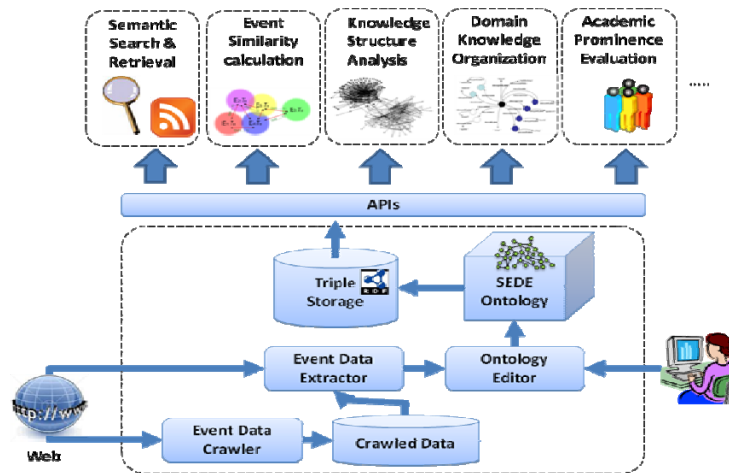 Semantic
Search &
Retrieval
Event
Similarity
calculation
Knowledge
Structure
Analysis
Domain
Knowledge
Organization
Academic
Prominence
Evaluation
.....
APIs
Triple
Storage
RDF
SEDE
Ontology
Event Data
Extractor
Ontology
Editor
http://ww
Web
Event Data
Crawler
Crawled Data